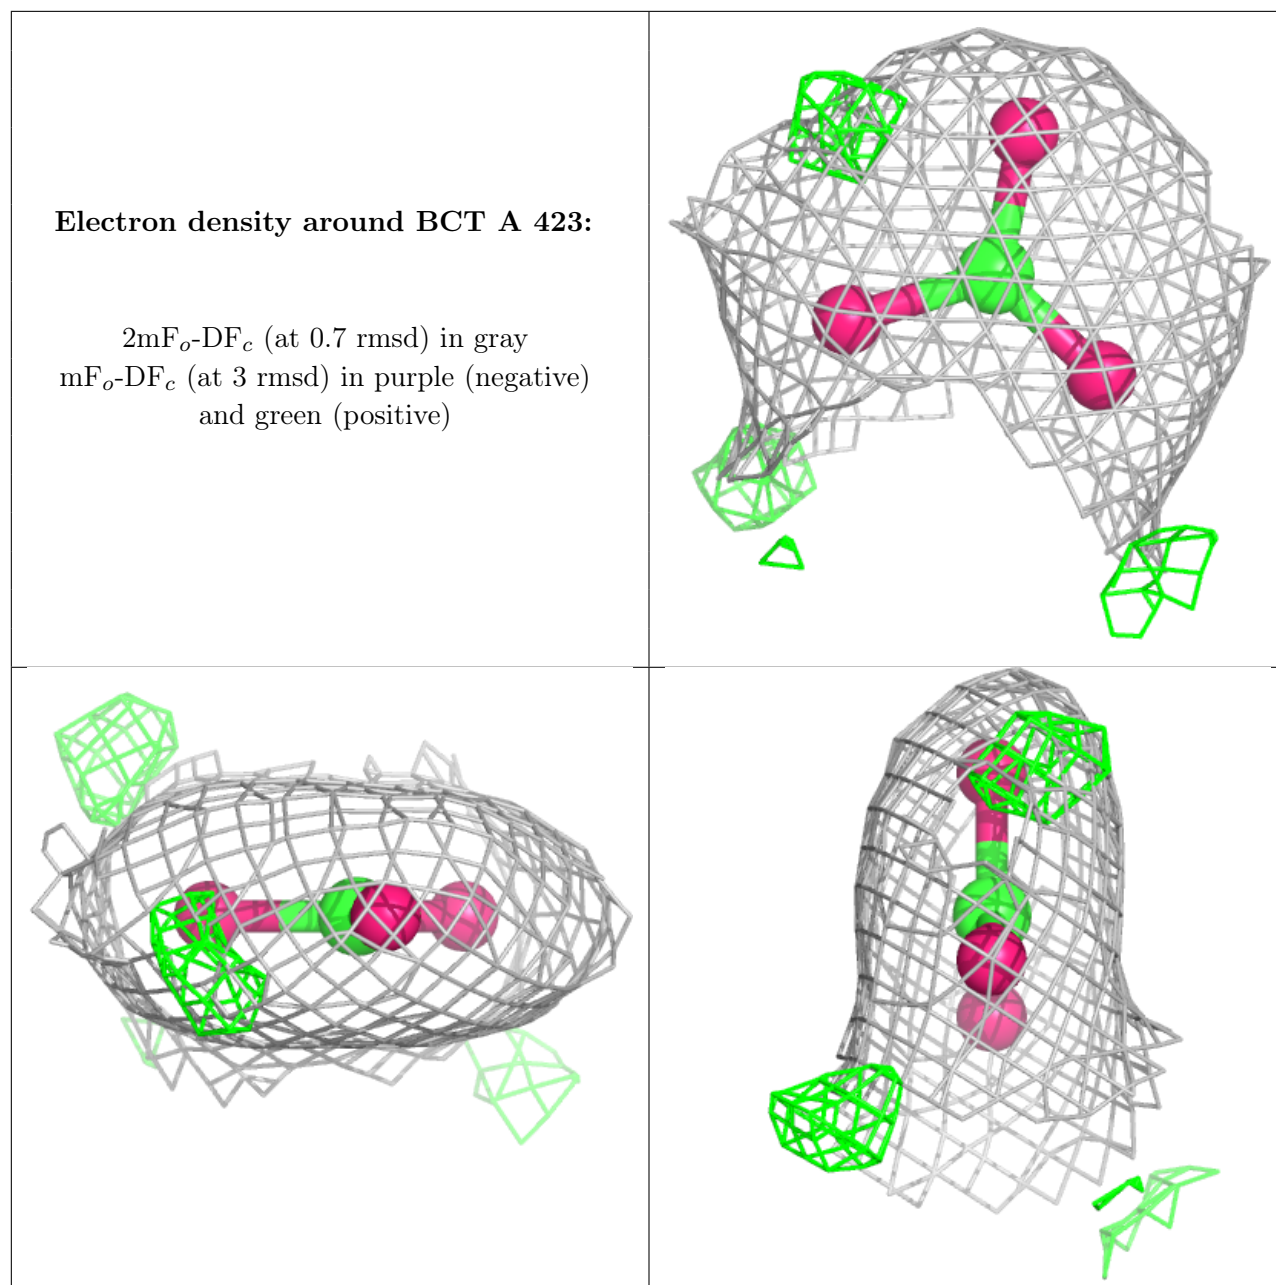 Electron density around BCT A 423:
2mFₒ-DF𝒸 (at 0.7 rmsd) in gray
mFₒ-DF𝒸 (at 3 rmsd) in purple (negative)
and green (positive)